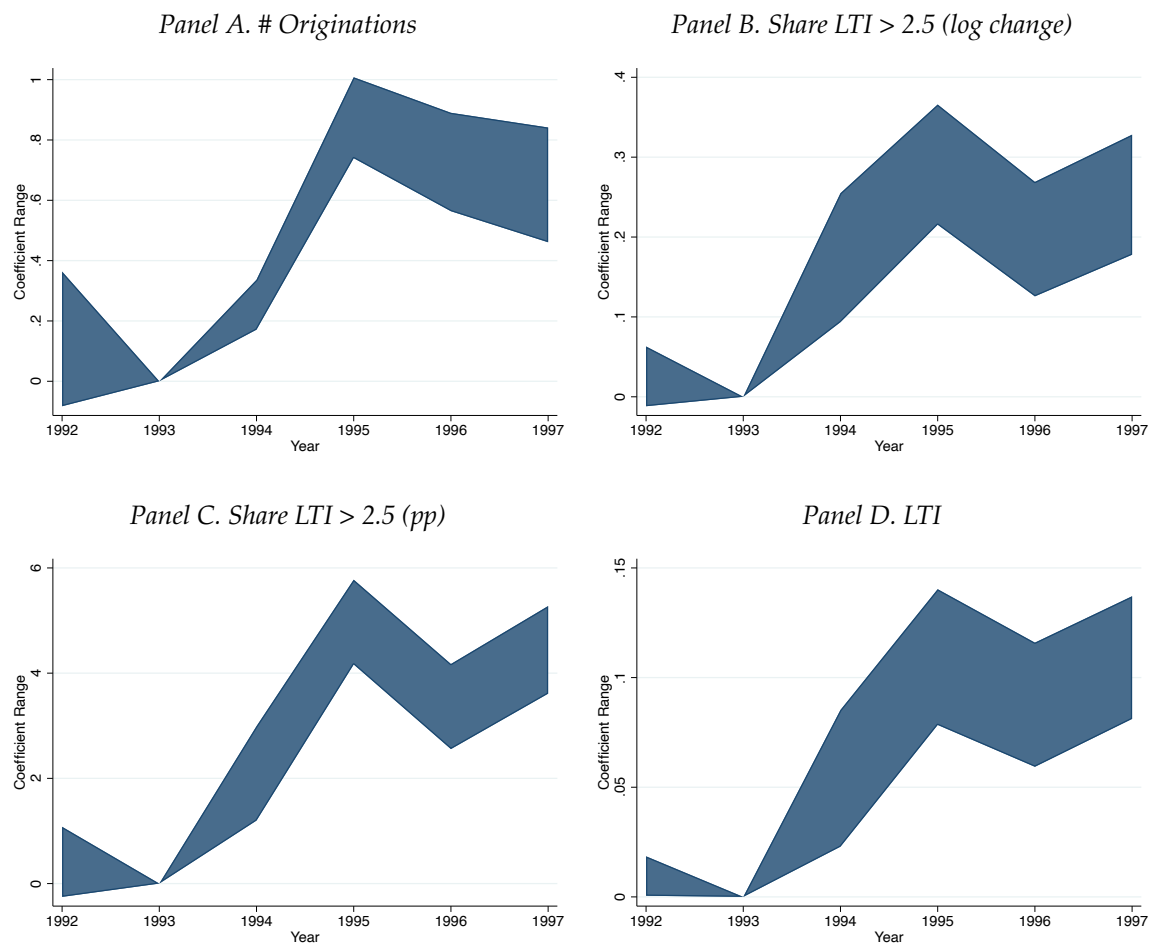 Panel A. # Originations
Coefficient Range
1
.8
.6
.4
.2
0
1992 1993 1994 1995 1996 1997
Year
Panel B. Share LTI > 2.5 (log change)
Coefficient Range
.4
.3
.2
.1
0
1992 1993 1994 1995 1996 1997
Year
Panel C. Share LTI > 2.5 (pp)
Coefficient Range
6
4
2
0
1992 1993 1994 1995 1996 1997
Year
Panel D. LTI
Coefficient Range
.15
.1
.05
0
1992 1993 1994 1995 1996 1997
Year